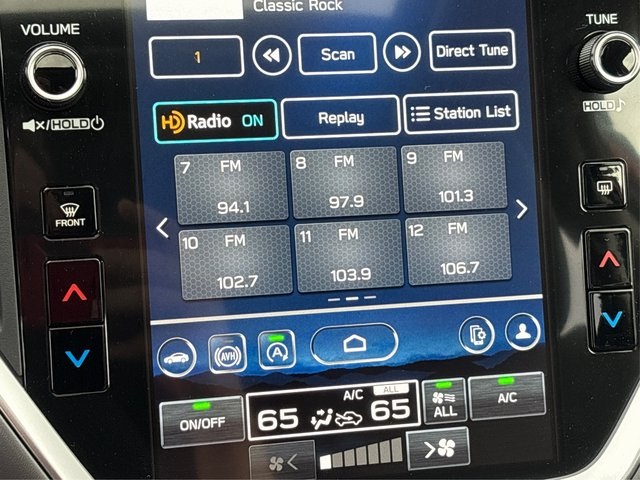 Classic Rock
VOLUME
TUNE
1
Scan
Direct Tune
HOLD
HOLD
HD Radio ON
Replay
Station List
7 FM 94.1
8 FM 97.9
9 FM 101.3
FRONT
10 FM 102.7
11 FM 103.9
12 FM 106.7
AVH
A
A/C ALL
ON/OFF
65
65
ALL
A/C